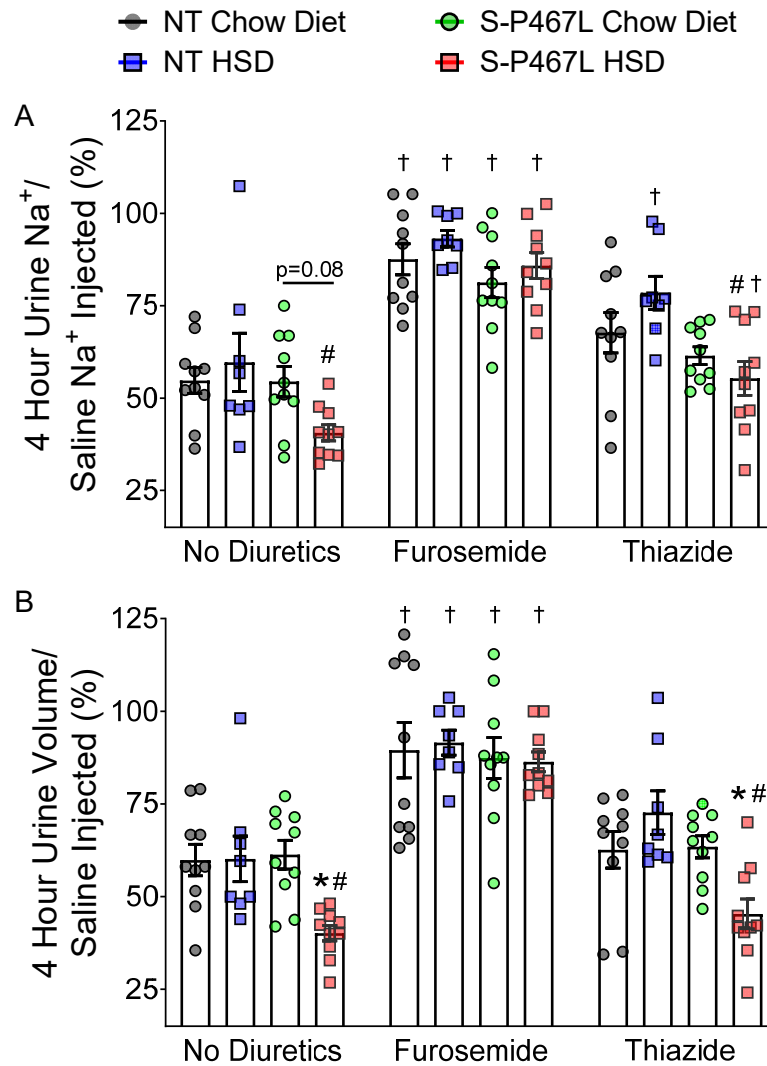 NT Chow Diet S-P467L Chow Diet
NT HSD S-P467L HSD
A
4 Hour Urine Na⁺/
Saline Na⁺ Injected (%)
125
100
75
50
25
† † † †
†
p=0.08
#
# †
No Diuretics Furosemide Thiazide
B
4 Hour Urine Volume/
Saline Injected (%)
125
100
75
50
25
† † † †
*#
*#
No Diuretics Furosemide Thiazide